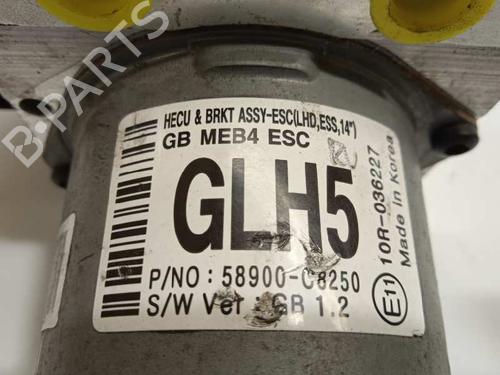 HECU & BRKT ASSY-ESC(LHD,ESS,14")
GB MEB4 ESC
GLH5
P/NO : 58900-C8250
S/W Ver : GB 1.2
E11
10R-036227
Made in Korea